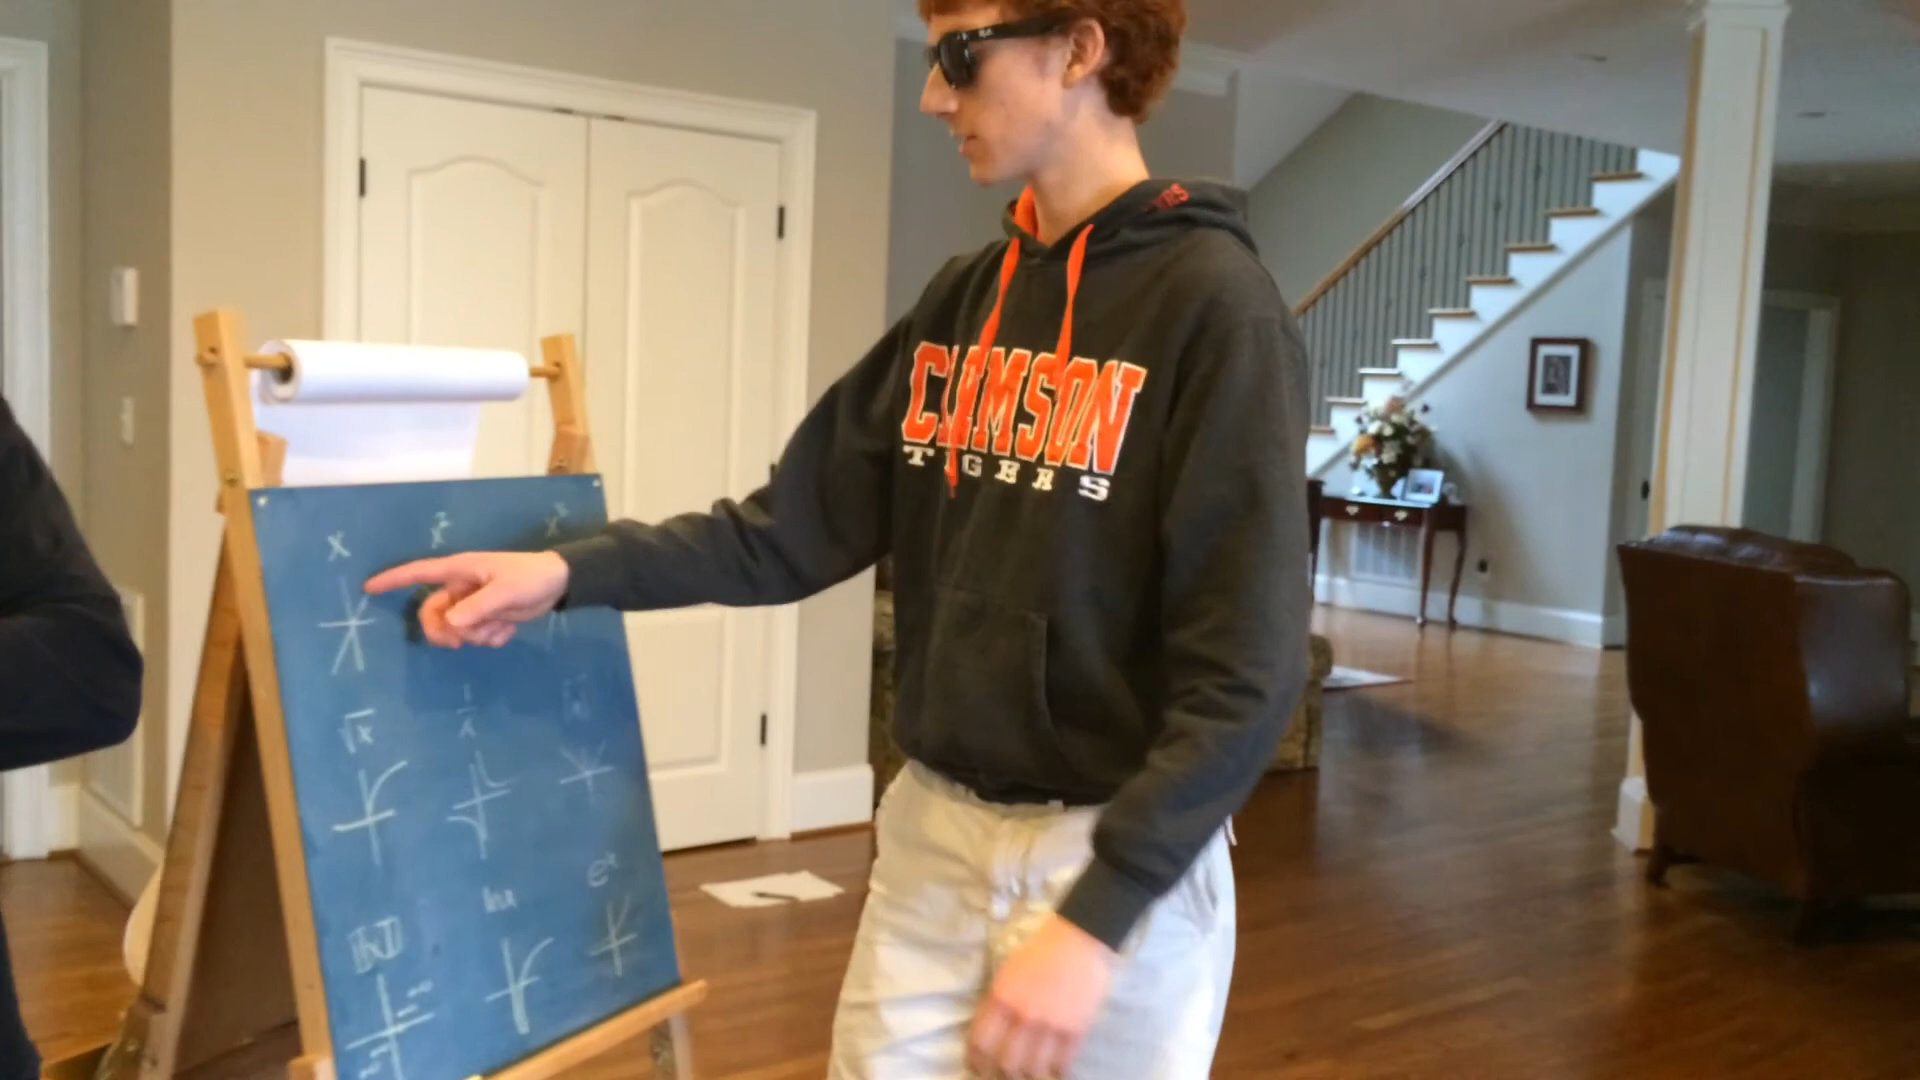 CLEMSON
TIGERS
x x² x³
√x 1/x |x|
[[x]] ln x eˣ